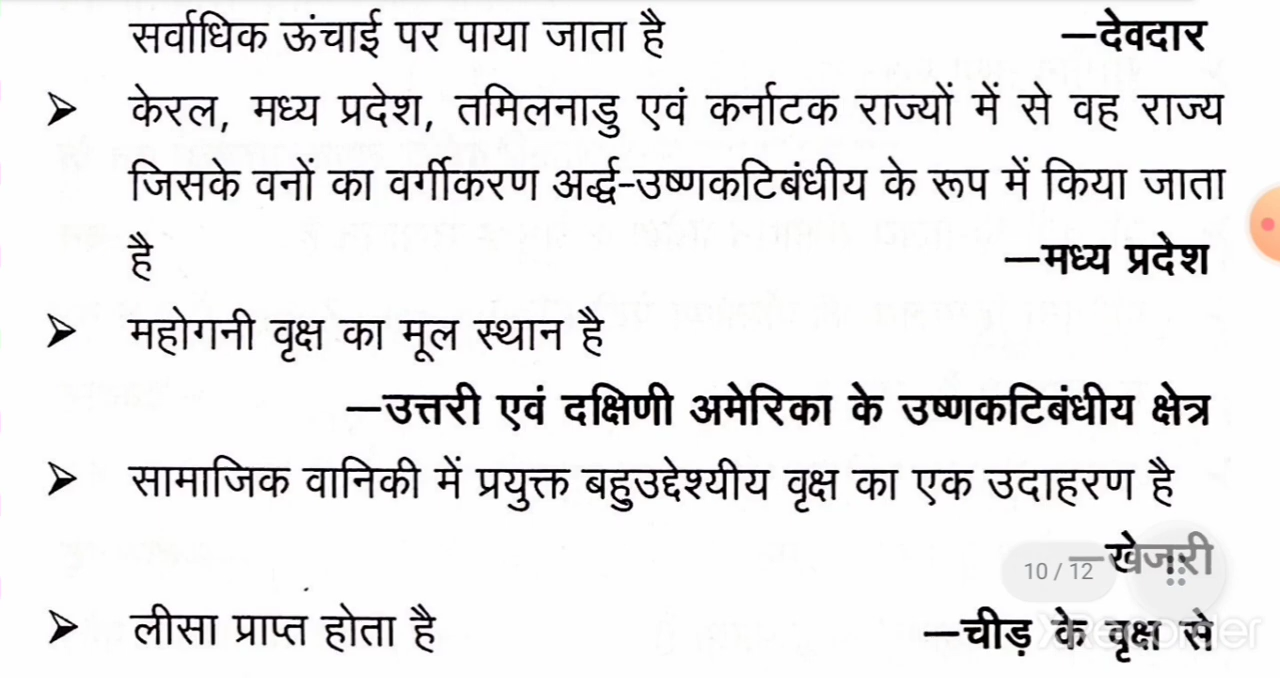 सर्वाधिक ऊंचाई पर पाया जाता है —देवदार
➤ केरल, मध्य प्रदेश, तमिलनाडु एवं कर्नाटक राज्यों में से वह राज्य
जिसके वनों का वर्गीकरण अर्द्ध-उष्णकटिबंधीय के रूप में किया जाता
है —मध्य प्रदेश
➤ महोगनी वृक्ष का मूल स्थान है
—उत्तरी एवं दक्षिणी अमेरिका के उष्णकटिबंधीय क्षेत्र
➤ सामाजिक वानिकी में प्रयुक्त बहुउद्देश्यीय वृक्ष का एक उदाहरण है
—खेजरी
10 / 12
➤ लीसा प्राप्त होता है —चीड़ के वृक्ष से
XRecorder